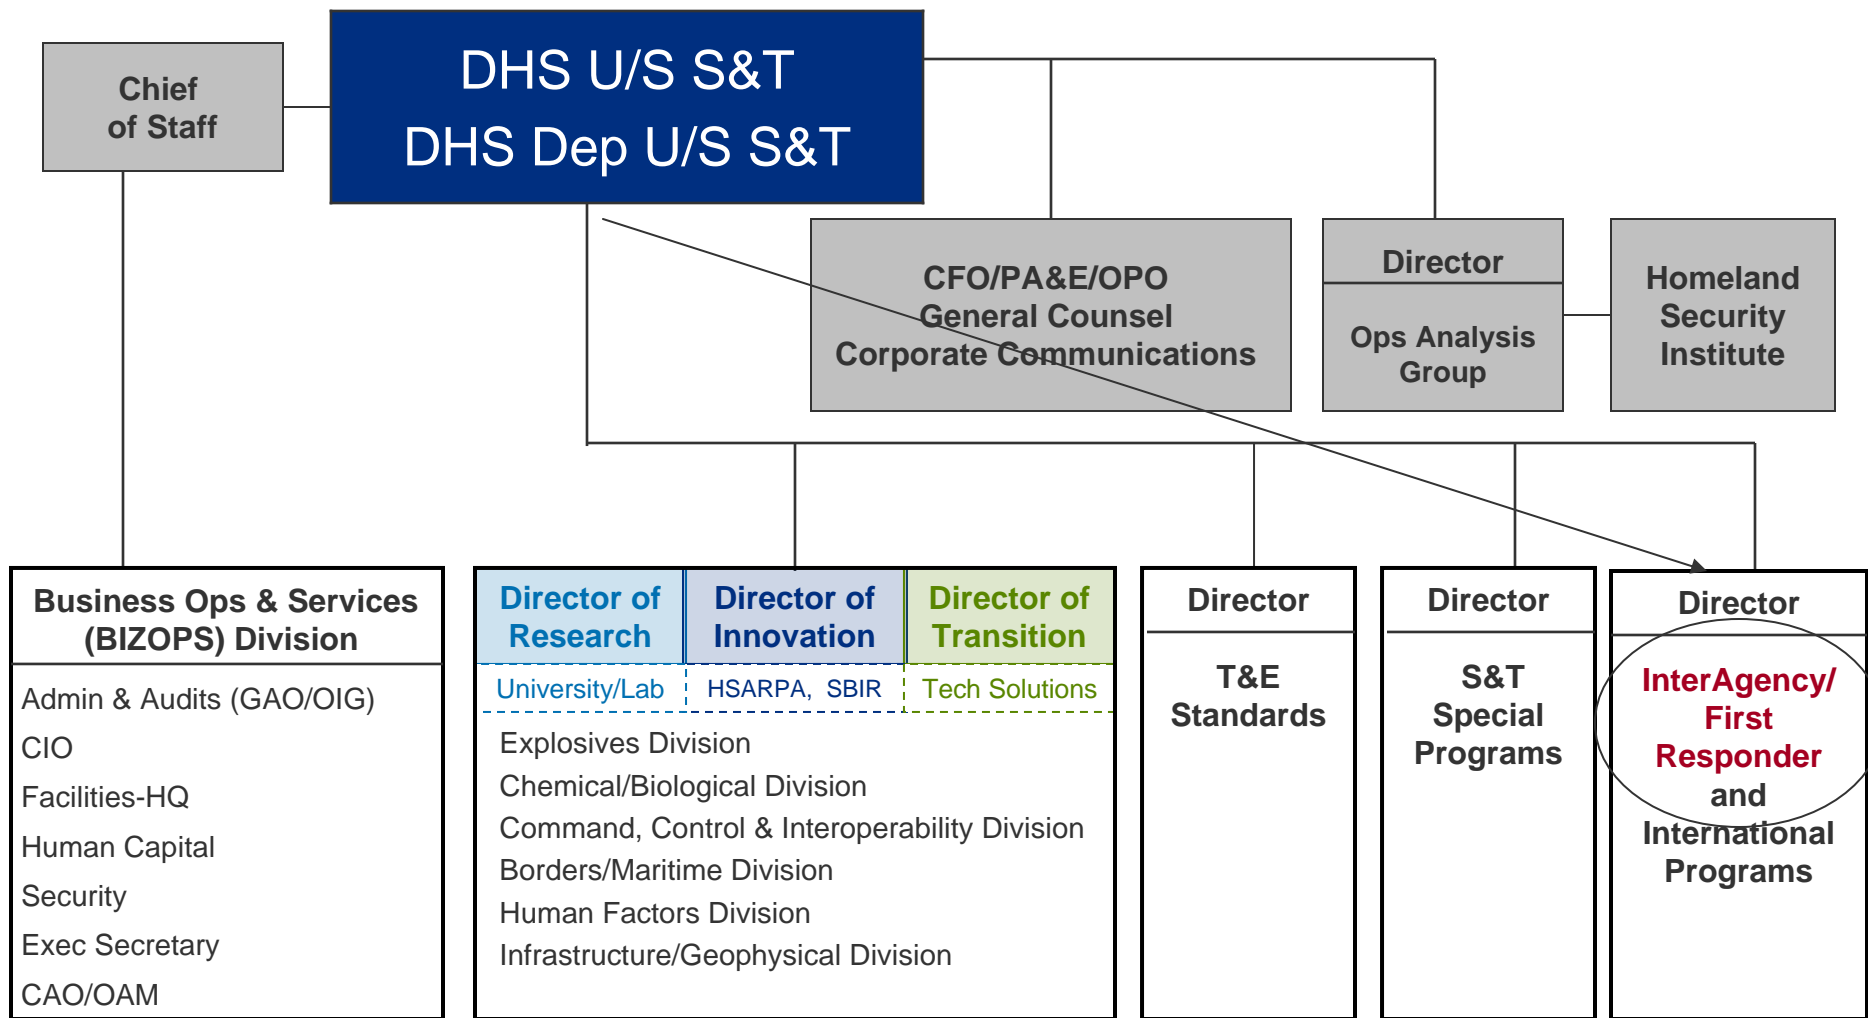 Chief
of Staff
DHS U/S S&T
DHS Dep U/S S&T
CFO/PA&E/OPO
General Counsel
Corporate Communications
Director
Ops Analysis
Group
Homeland
Security
Institute
Business Ops & Services
(BIZOPS) Division
Admin & Audits (GAO/OIG)
CIO
Facilities-HQ
Human Capital
Security
Exec Secretary
CAO/OAM
Director of
Research
University/Lab
Director of
Innovation
HSARPA, SBIR
Director of
Transition
Tech Solutions
Explosives Division
Chemical/Biological Division
Command, Control & Interoperability Division
Borders/Maritime Division
Human Factors Division
Infrastructure/Geophysical Division
Director
T&E
Standards
Director
S&T
Special
Programs
Director
InterAgency/
First
Responder
and
International
Programs